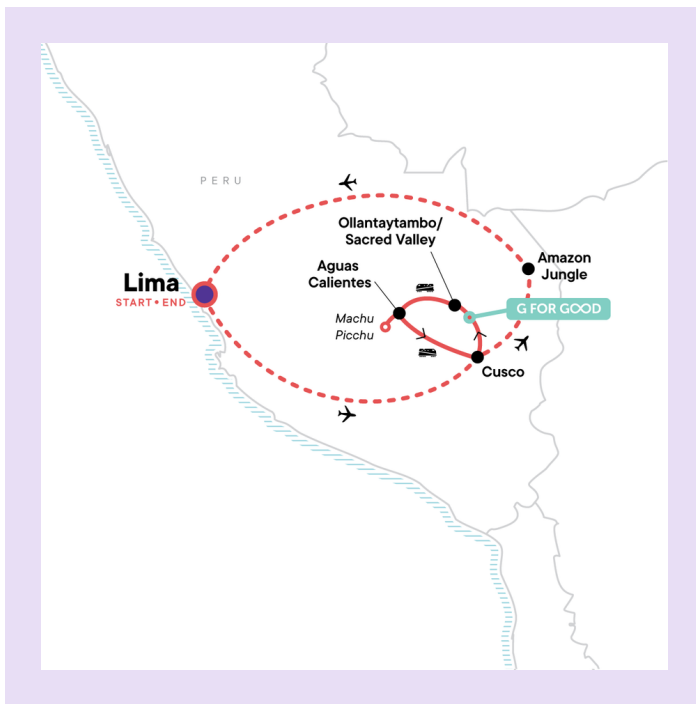 PERU
Ollantaytambo/
Sacred Valley
Amazon
Jungle
Aguas
Calientes
Lima
START • END
G FOR GOOD
Machu
Picchu
Cusco